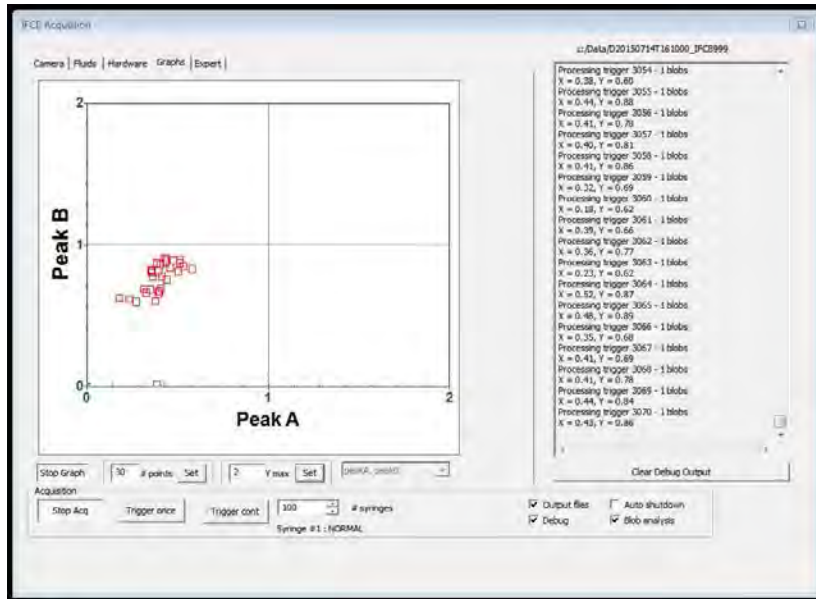 IFCB Acquisition
c:/Data/D20150714T161000_IFCB999
Camera Fluids Hardware Graphs Expert
Processing trigger 3054 - 1 blobs
X = 0.38, Y = 0.60
Processing trigger 3055 - 1 blobs
X = 0.44, Y = 0.88
Processing trigger 3056 - 1 blobs
X = 0.41, Y = 0.78
Processing trigger 3057 - 1 blobs
X = 0.40, Y = 0.81
Processing trigger 3058 - 1 blobs
X = 0.41, Y = 0.86
Processing trigger 3059 - 1 blobs
X = 0.32, Y = 0.69
Processing trigger 3060 - 1 blobs
X = 0.18, Y = 0.62
Processing trigger 3061 - 1 blobs
X = 0.39, Y = 0.66
Processing trigger 3062 - 1 blobs
X = 0.36, Y = 0.77
Processing trigger 3063 - 1 blobs
X = 0.23, Y = 0.62
Processing trigger 3064 - 1 blobs
X = 0.52, Y = 0.87
Processing trigger 3065 - 1 blobs
X = 0.48, Y = 0.89
Processing trigger 3066 - 1 blobs
X = 0.35, Y = 0.68
Processing trigger 3067 - 1 blobs
X = 0.41, Y = 0.69
Processing trigger 3068 - 1 blobs
X = 0.41, Y = 0.78
Processing trigger 3069 - 1 blobs
X = 0.44, Y = 0.84
Processing trigger 3070 - 1 blobs
X = 0.43, Y = 0.86
2
Peak B
1
0
0 1 2
Peak A
Stop Graph 30 # points Set 2 Y max Set peakA, peakB
Clear Debug Output
Acquisition
Stop Acq Trigger once Trigger cont 100 # syringes
Syringe #1 : NORMAL
Output files Auto shutdown
Debug Blob analysis